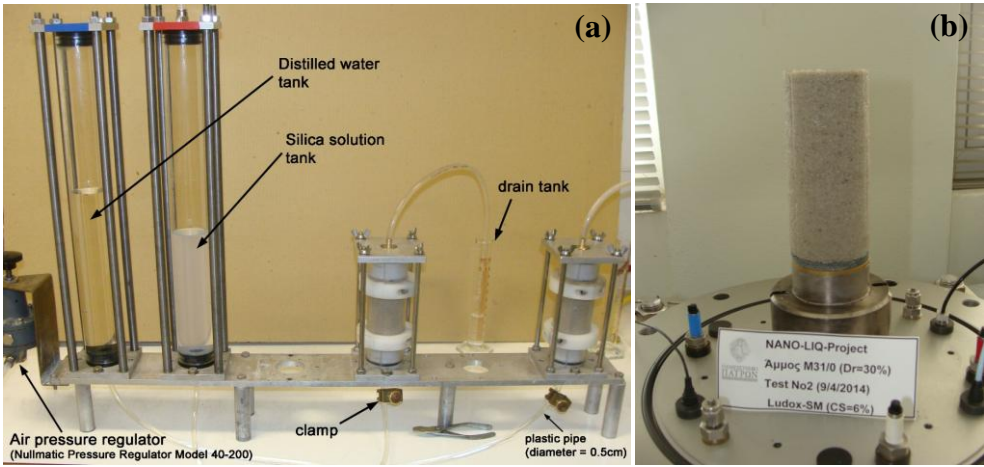 (a)
Distilled water
tank
Silica solution
tank
drain tank
Air pressure regulator
(Nullmatic Pressure Regulator Model 40-200)
clamp
plastic pipe
(diameter = 0.5cm)
(b)
NANO-LIQ-Project
Άμμος M31/0 (Dr=30%)
Test No2 (9/4/2014)
Ludox-SM (CS=6%)
ΠΑΤΡΩΝ